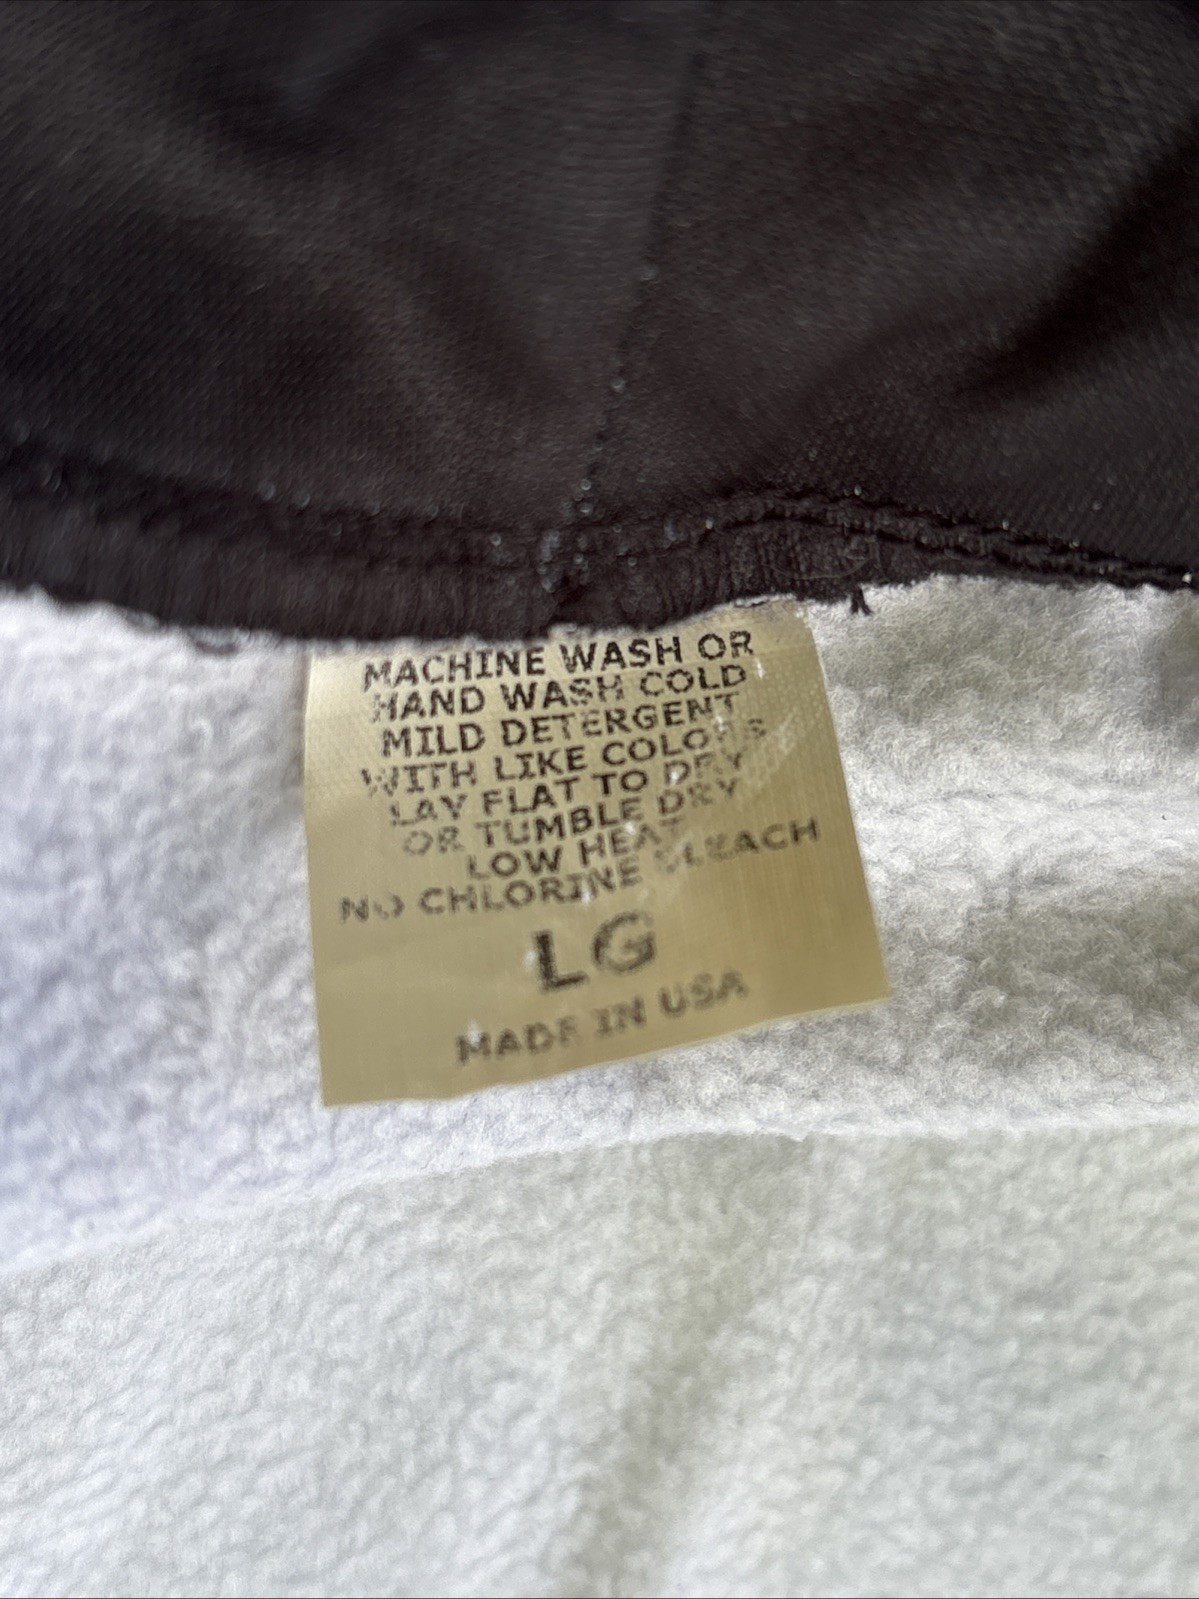 MACHINE WASH OR
HAND WASH COLD
MILD DETERGENT
WITH LIKE COLORS
LAY FLAT TO DRY
OR TUMBLE DRY
LOW HEAT
NO CHLORINE BLEACH
LG
MADE IN USA